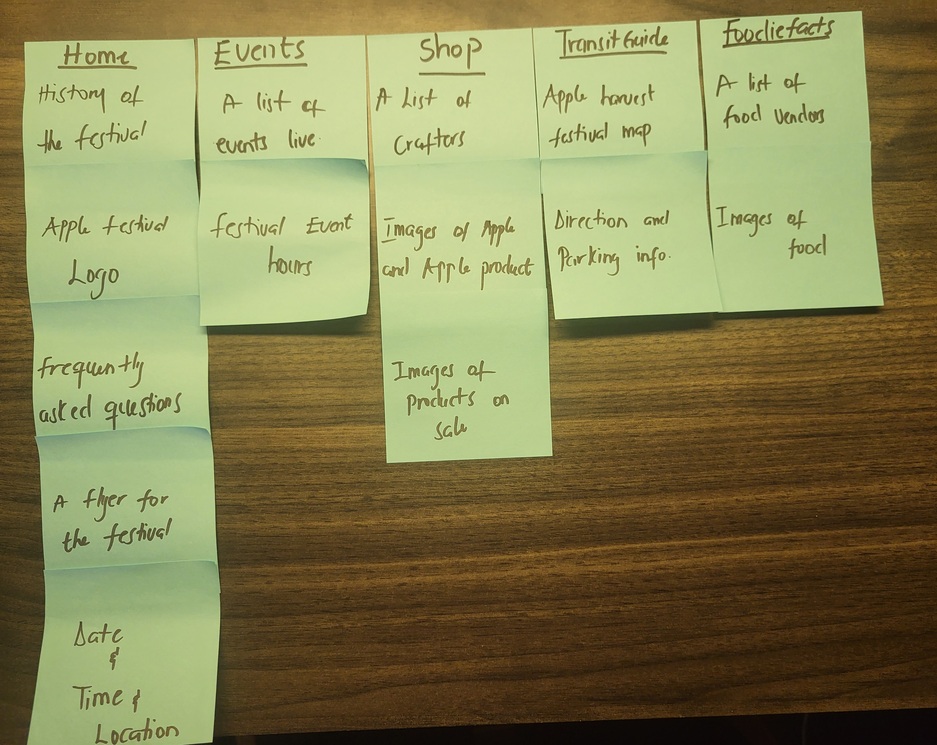 Home
History of
the festival
Apple festival
Logo
frequently
asked questions
A flyer for
the festival
Date
&
Time &
Location
Events
A list of
events live.
festival Event
hours
Shop
A List of
Crafters
Images of Apple
and Apple product
Images of
Products on
sale
Transit Guide
Apple harvest
festival map
Direction and
Parking info.
Foodiefacts
A list of
food vendors
Images of
food